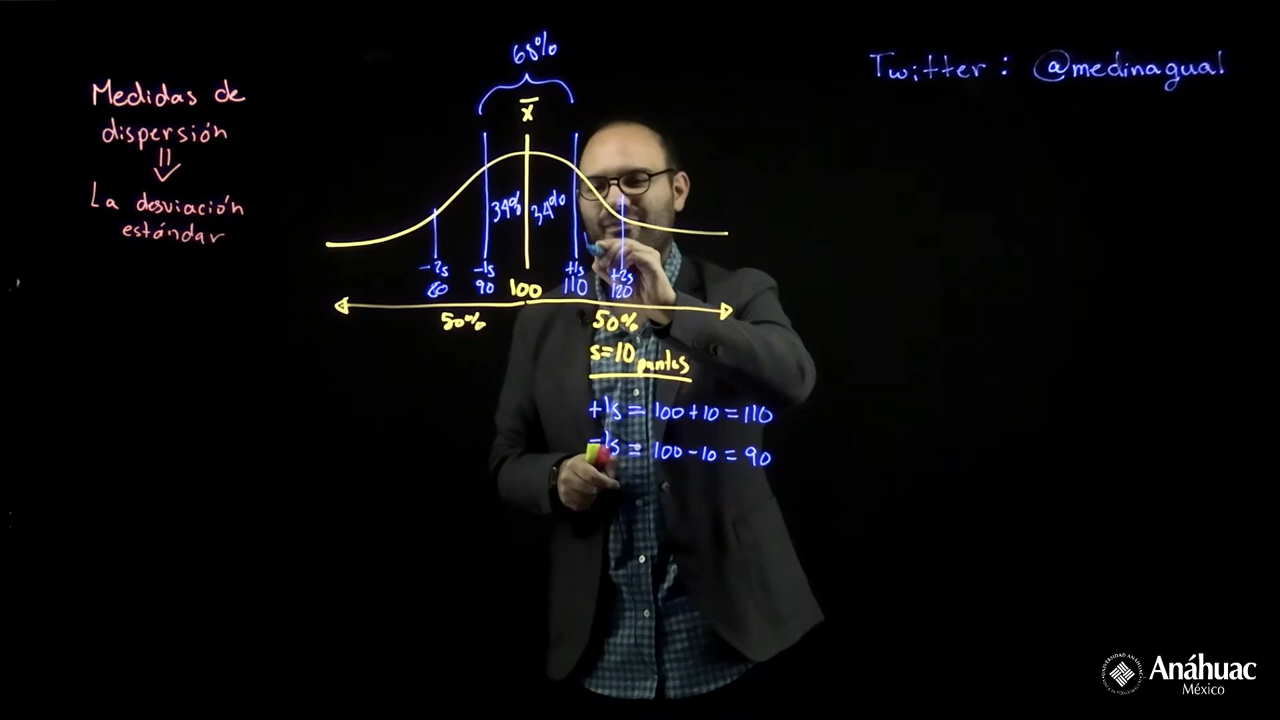 Medidas de
dispersión
La desviación
estándar
68%
x̄
34% 34%
-2s -1s +1s +2s
80 90 100 110 120
50% 50%
s=10 puntos
+1s = 100+10 = 110
-1s = 100-10 = 90
Twitter: @medinagual
Anáhuac
México